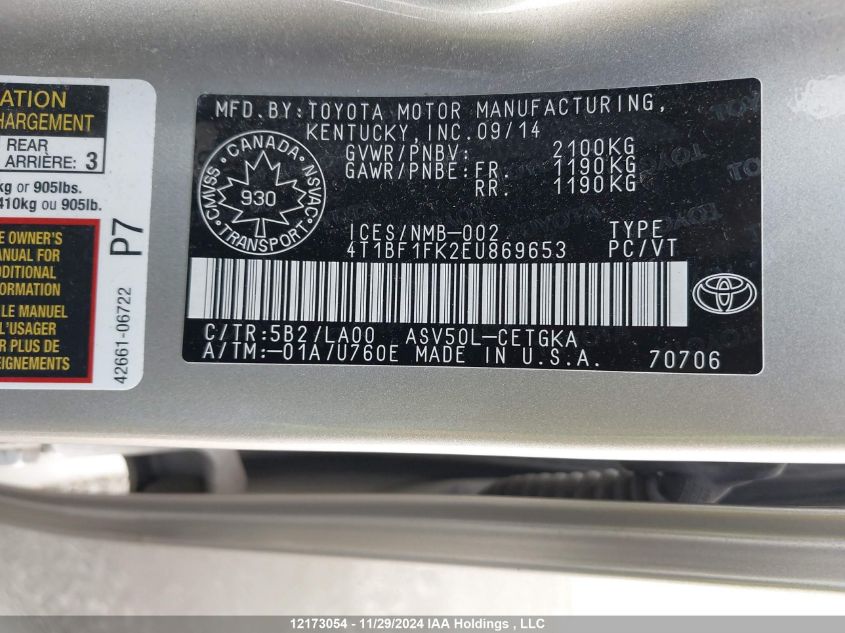 ATION
CHARGEMENT
REAR
ARRIÈRE: 3
kg or 905lbs.
410kg ou 905lb.
E OWNER'S
ANUAL FOR
DDITIONAL
FORMATION
LE MANUEL
L'USAGER
R PLUS DE
EIGNEMENTS
P7
42661-06722
MFD.BY:TOYOTA MOTOR MANUFACTURING,
KENTUCKY,INC.09/14
GVWR/PNBV: 2100KG
GAWR/PNBE:FR. 1190KG
RR. 1190KG
CANADA
CMVSS NSVAC
930
TRANSPORT
ICES/NMB-002 TYPE
4T1BF1FK2EU869653 PC/VT
C/TR:5B2/LA00 ASV50L-CETGKA
A/TM:-01A/U760E MADE IN U.S.A. 70706
12173054 - 11/29/2024 IAA Holdings, LLC